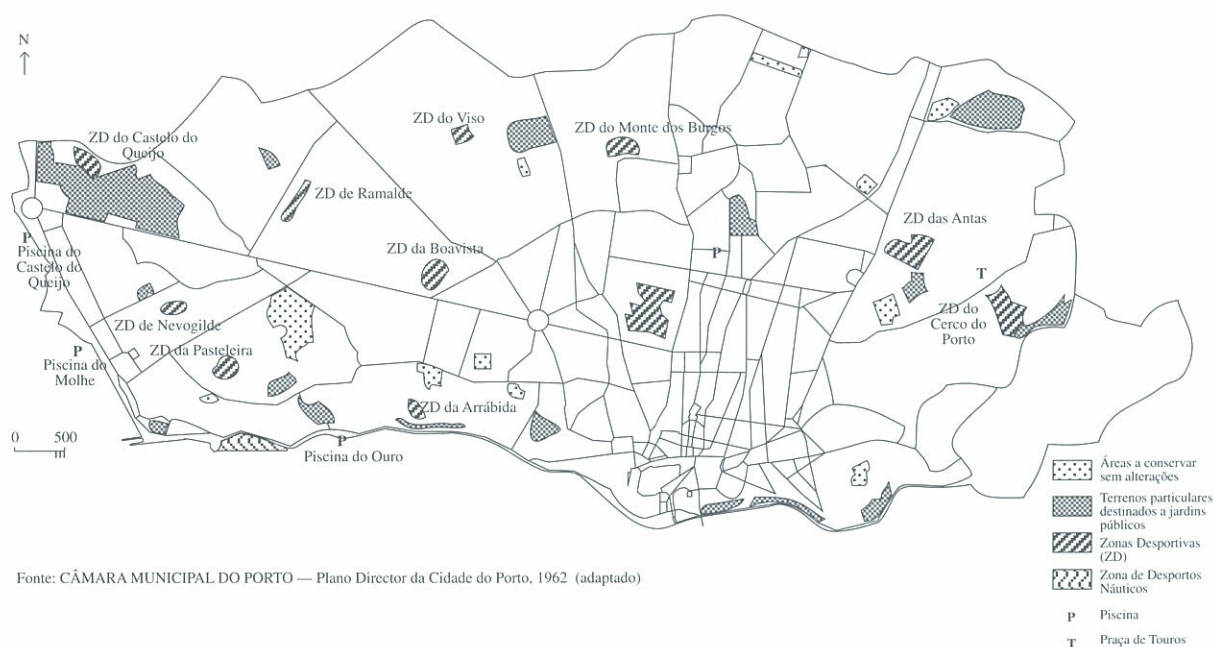 N
ZD do Castelo do
Queijo
ZD do Viso
ZD do Monte dos Burgos
ZD de Ramalde
ZD das Antas
P
Piscina do
Castelo do
Queijo
ZD da Boavista
P
T
ZD de Nevogilde
ZD do
Cerco do
Porto
P
Piscina do
Molhe
ZD da Pasteleira
ZD da Arrábida
0 500
m
P
Piscina do Ouro
Áreas a conservar
sem alterações
Terrenos particulares
destinados a jardins
públicos
Zonas Desportivas
(ZD)
Zona de Desportos
Náuticos
P Piscina
T Praça de Touros
Fonte: CÂMARA MUNICIPAL DO PORTO — Plano Director da Cidade do Porto, 1962 (adaptado)